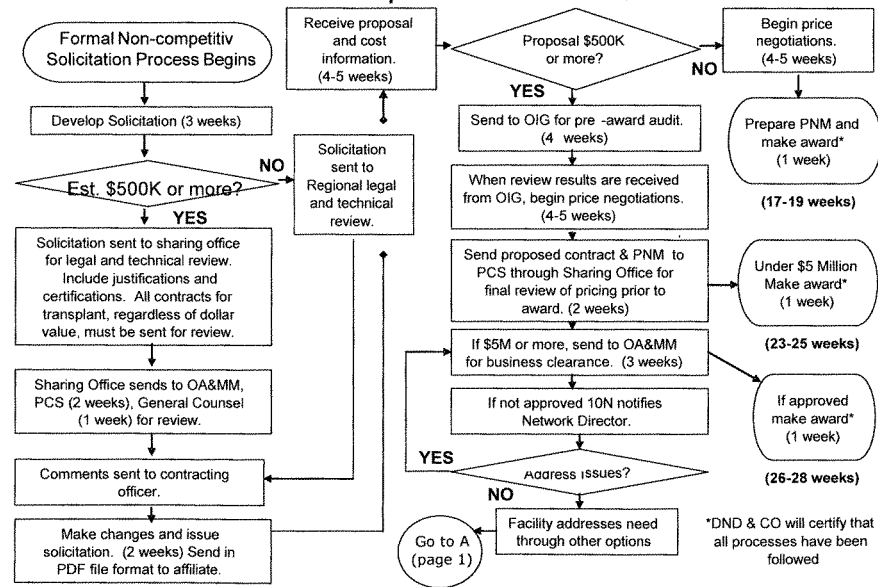 Formal Non-competitiv
Solicitation Process Begins
Develop Solicitation (3 weeks)
Est. $500K or more?
NO
YES
Solicitation sent to
Regional legal
and technical
review.
Solicitation sent to sharing office
for legal and technical review.
Include justifications and
certifications. All contracts for
transplant, regardless of dollar
value, must be sent for review.
Sharing Office sends to OA&MM,
PCS (2 weeks), General Counsel
(1 week) for review.
Comments sent to contracting
officer.
Make changes and issue
solicitation. (2 weeks) Send in
PDF file format to affiliate.
Receive proposal
and cost
information.
(4-5 weeks)
Proposal $500K
or more?
NO
YES
Begin price
negotiations.
(4-5 weeks)
Prepare PNM and
make award*
(1 week)
(17-19 weeks)
Send to OIG for pre -award audit.
(4 weeks)
When review results are received
from OIG, begin price negotiations.
(4-5 weeks)
Send proposed contract & PNM to
PCS through Sharing Office for
final review of pricing prior to
award. (2 weeks)
Under $5 Million
Make award*
(1 week)
(23-25 weeks)
If $5M or more, send to OA&MM
for business clearance. (3 weeks)
If approved
make award*
(1 week)
(26-28 weeks)
If not approved 10N notifies
Network Director.
YES
Address issues?
NO
Facility addresses need
through other options
Go to A
(page 1)
*DND & CO will certify that
all processes have been
followed